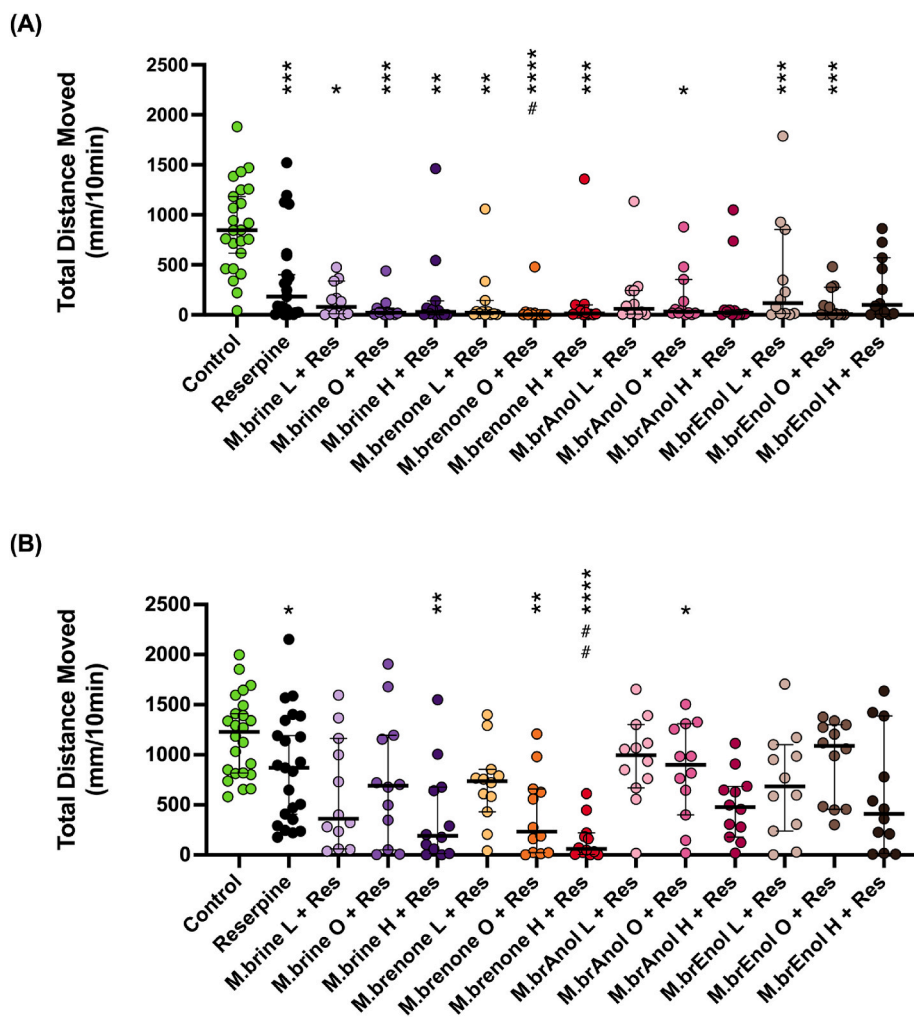 (A)
Total Distance Moved
(mm/10min)
2500
2000
1500
1000
500
0
***
*
***
**
**
****
#
***
*
***
***
Control
Reserpine
M.brine L + Res
M.brine O + Res
M.brine H + Res
M.brenone L + Res
M.brenone O + Res
M.brenone H + Res
M.brAnol L + Res
M.brAnol O + Res
M.brAnol H + Res
M.brEnol L + Res
M.brEnol O + Res
M.brEnol H + Res
(B)
Total Distance Moved
(mm/10min)
2500
2000
1500
1000
500
0
*
**
**
****
#
#
*
Control
Reserpine
M.brine L + Res
M.brine O + Res
M.brine H + Res
M.brenone L + Res
M.brenone O + Res
M.brenone H + Res
M.brAnol L + Res
M.brAnol O + Res
M.brAnol H + Res
M.brEnol L + Res
M.brEnol O + Res
M.brEnol H + Res